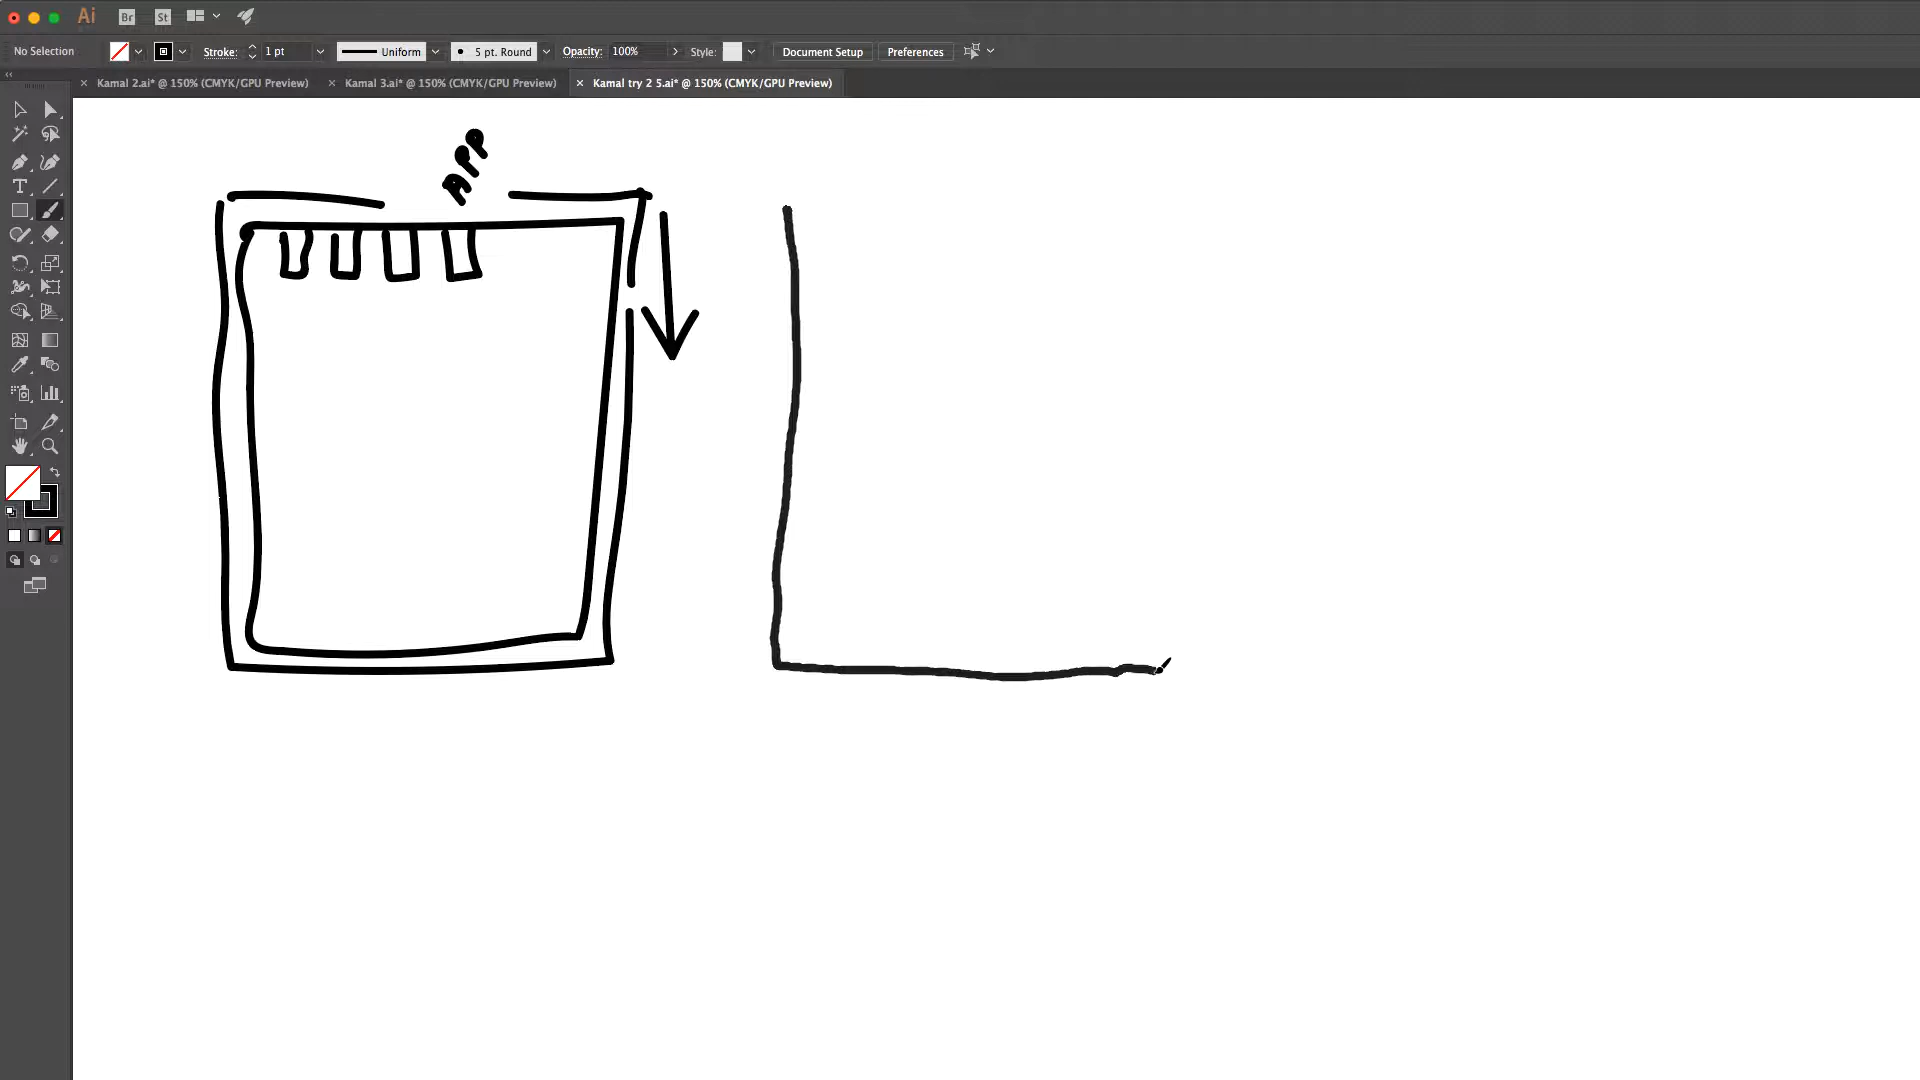 Ai Br St
No Selection Stroke: 1 pt Uniform 5 pt. Round Opacity: 100% Style: Document Setup Preferences
Kamal 2.ai* @ 150% (CMYK/GPU Preview) Kamal 3.ai* @ 150% (CMYK/GPU Preview) Kamal try 2 5.ai* @ 150% (CMYK/GPU Preview)
APP